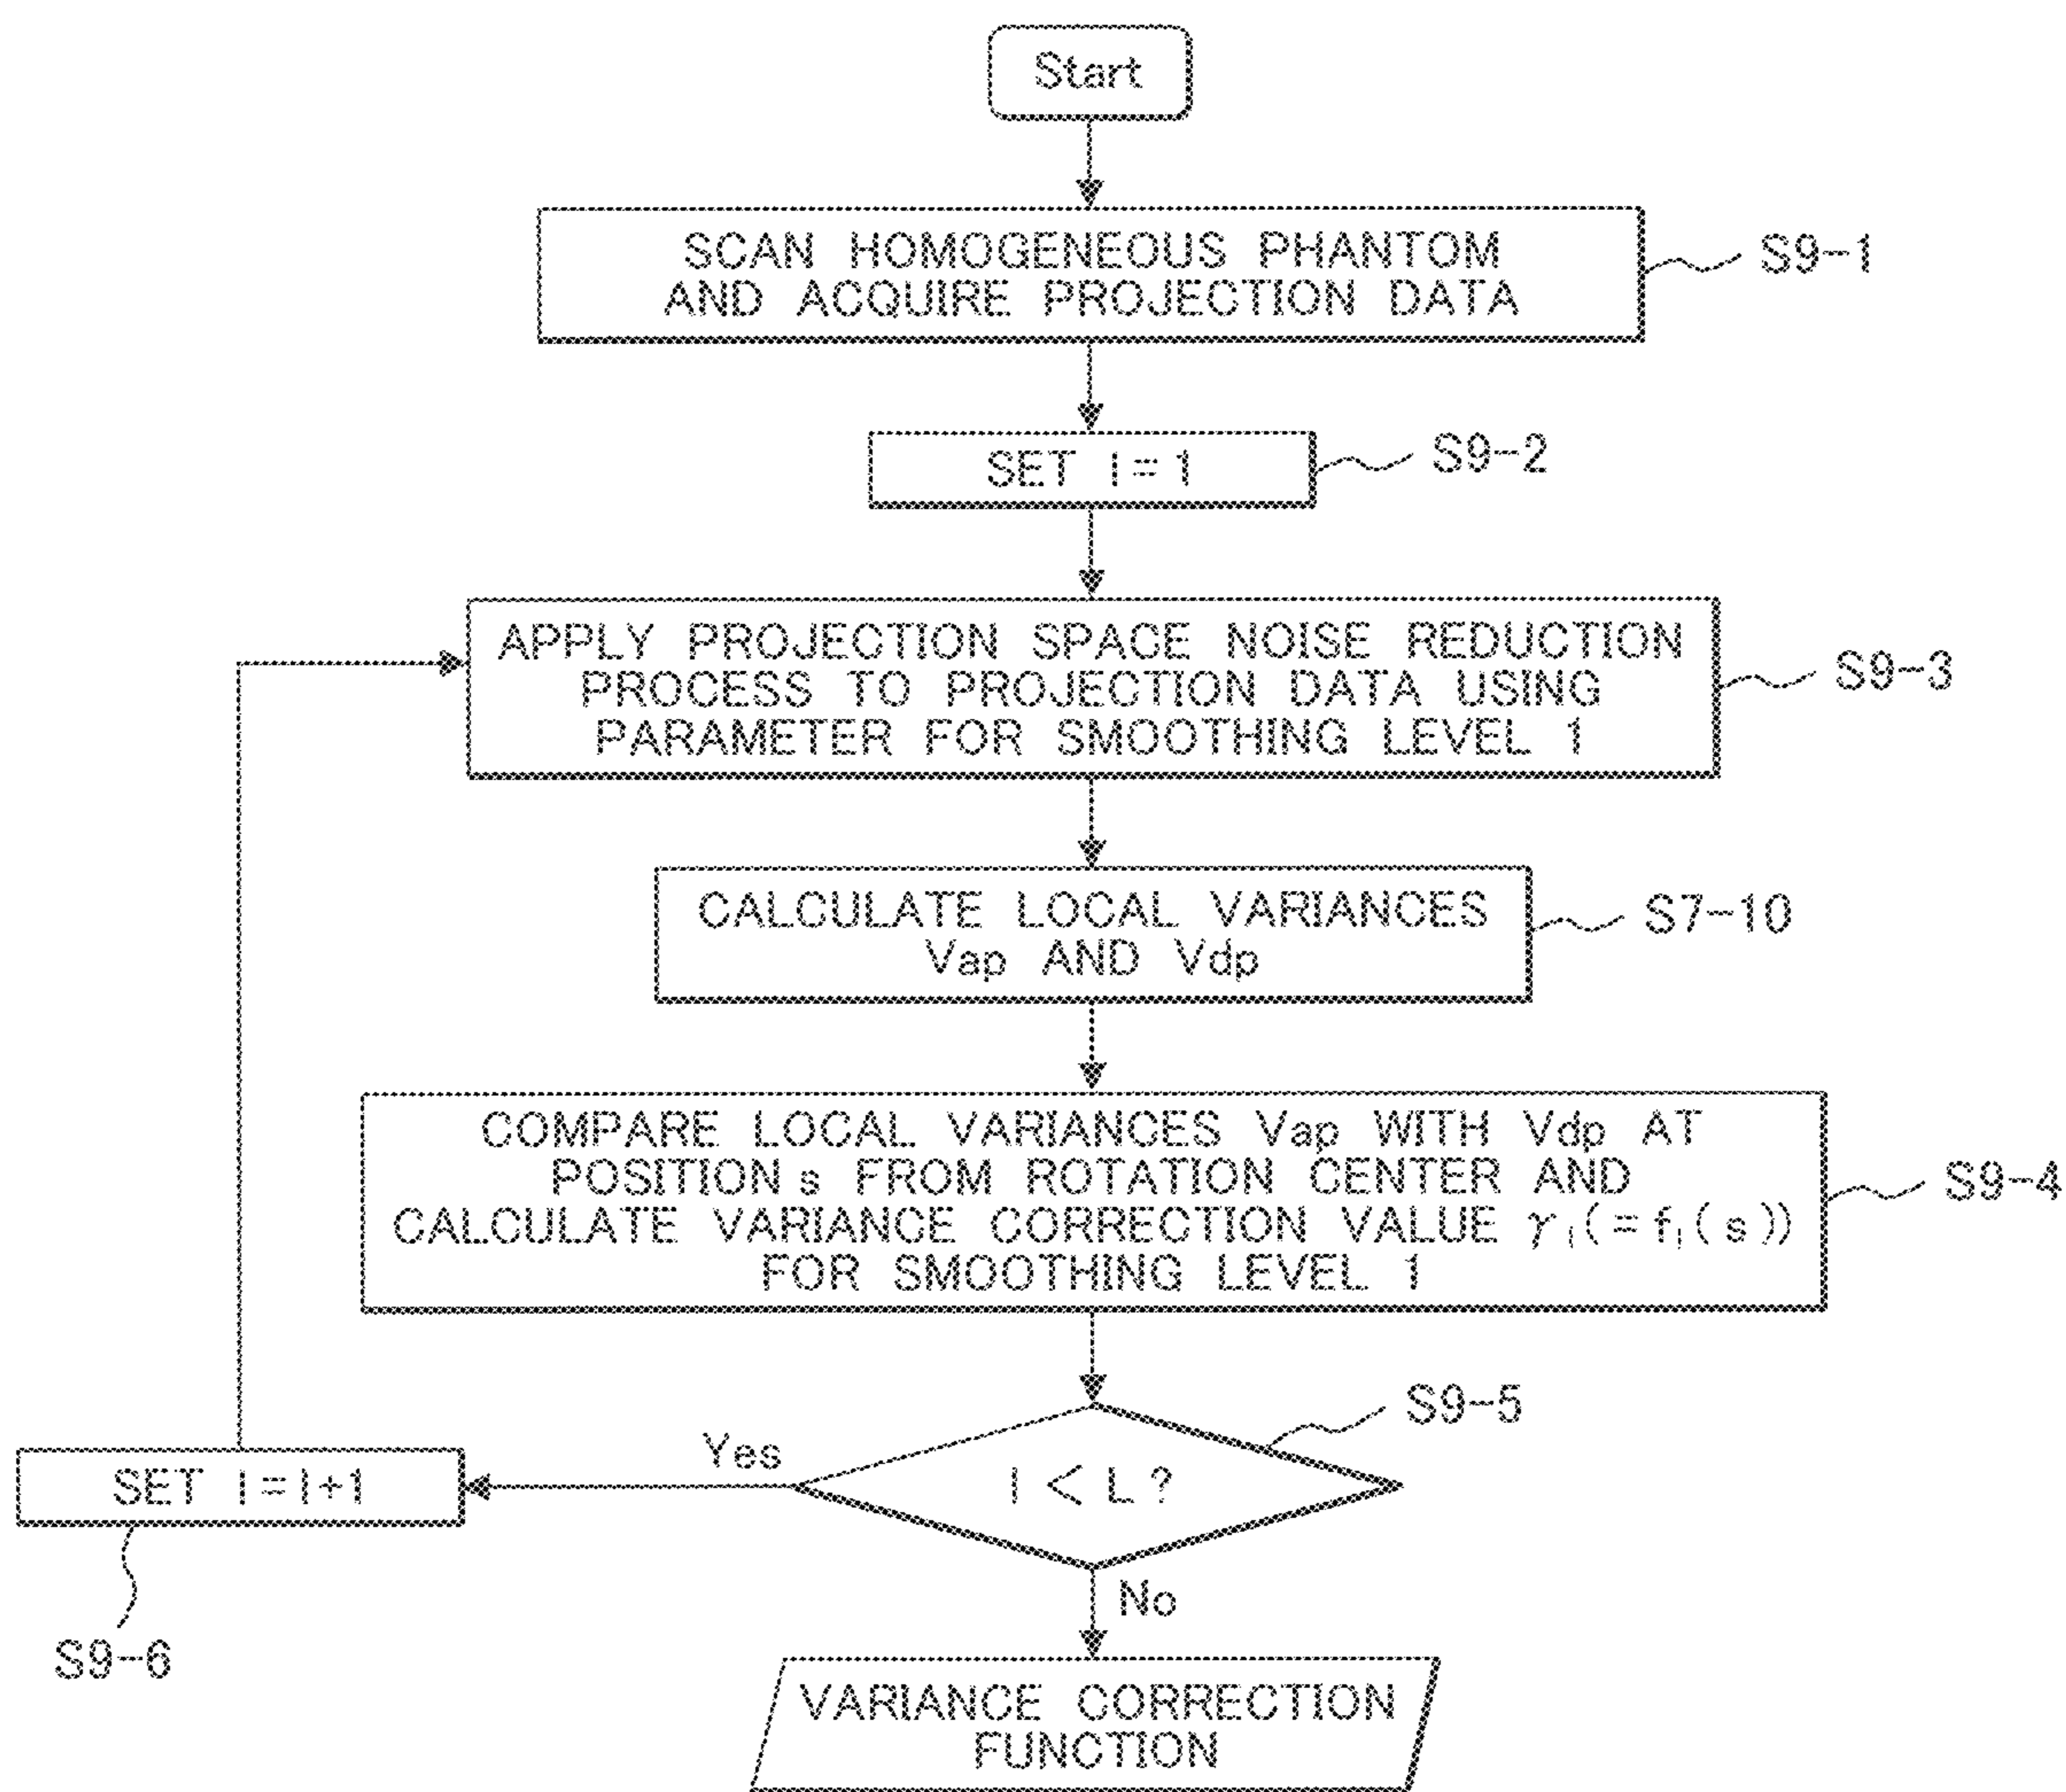 Start
SCAN HOMOGENEOUS PHANTOM
AND ACQUIRE PROJECTION DATA
S9-1
SET l=1
S9-2
APPLY PROJECTION SPACE NOISE REDUCTION
PROCESS TO PROJECTION DATA USING
PARAMETER FOR SMOOTHING LEVEL 1
S9-3
CALCULATE LOCAL VARIANCES
Vap AND Vdp
S7-10
COMPARE LOCAL VARIANCES Vap WITH Vdp AT
POSITION s FROM ROTATION CENTER AND
CALCULATE VARIANCE CORRECTION VALUE γl(=fl(s))
FOR SMOOTHING LEVEL 1
S9-4
S9-5
l<L?
Yes
SET l=l+1
S9-6
No
VARIANCE CORRECTION
FUNCTION